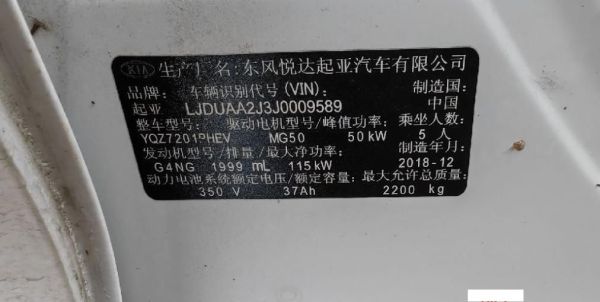 KIA 生产厂名:东风悦达起亚汽车有限公司
品牌: 车辆识别代号(VIN): 制造国:
起亚 LJDUAA2J3J0009589 中国
整车型号: 驱动电机型号/峰值功率: 乘坐人数:
YQZ7201PHEV MG50 50kW 5人
发动机型号/排量/最大净功率: 制造年月:
G4NG 1999 mL 115kW 2018-12
动力电池系统额定电压/额定容量: 最大允许总质量:
350 V 37Ah 2200 kg